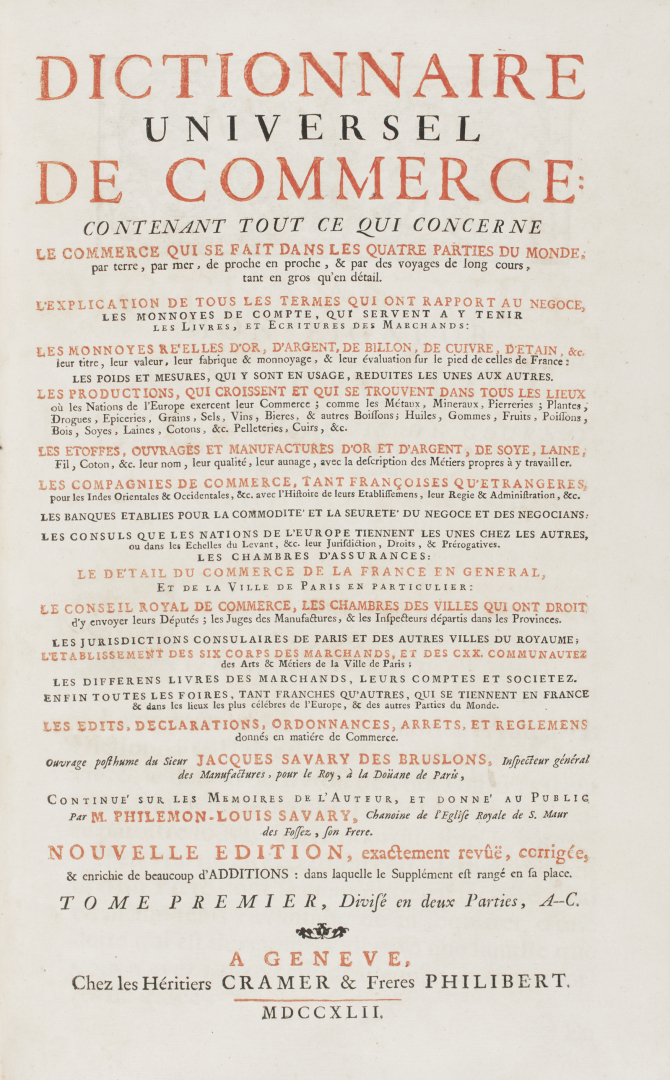 DICTIONNAIRE
UNIVERSEL
DE COMMERCE:
CONTENANT TOUT CE QUI CONCERNE
LE COMMERCE QUI SE FAIT DANS LES QUATRE PARTIES DU MONDE,
par terre, par mer, de proche en proche, & par des voyages de long cours,
tant en gros qu'en détail.
L'EXPLICATION DE TOUS LES TERMES QUI ONT RAPPORT AU NEGOCE,
LES MONNOYES DE COMPTE, QUI SERVENT A Y TENIR
LES LIVRES, ET ECRITURES DES MARCHANDS:
LES MONNOYES RE'ELLES D'OR, D'ARGENT, DE BILLON, DE CUIVRE, D'ETAIN, &c.
leur titre, leur valeur, leur fabrique & monnoyage, & leur évaluation ſur le pied de celles de France:
LES POIDS ET MESURES, QUI Y SONT EN USAGE, REDUITES LES UNES AUX AUTRES.
LES PRODUCTIONS, QUI CROISSENT ET QUI SE TROUVENT DANS TOUS LES LIEUX
où les Nations de l'Europe exercent leur Commerce; comme les Métaux, Mineraux, Pierreries; Plantes,
Drogues, Epiceries, Grains, Sels, Vins, Bieres, & autres Boiſſons; Huiles, Gommes, Fruits, Poiſſons,
Bois, Soyes, Laines, Cotons, &c. Pelleteries, Cuirs, &c.
LES ETOFFES, OUVRAGES ET MANUFACTURES D'OR ET D'ARGENT, DE SOYE, LAINE,
Fil, Coton, &c. leur nom, leur qualité, leur aunage, avec la deſcription des Métiers propres à y travailler.
LES COMPAGNIES DE COMMERCE, TANT FRANÇOISES QU'ETRANGERES,
pour les Indes Orientales & Occidentales, &c. avec l'Hiſtoire de leurs Etabliſſemens, leur Regie & Adminiſtration, &c.
LES BANQUES ETABLIES POUR LA COMMODITE' ET LA SEURETE' DU NEGOCE ET DES NEGOCIANS:
LES CONSULS QUE LES NATIONS DE L'EUROPE TIENNENT LES UNES CHEZ LES AUTRES,
ou dans les Echelles du Levant, &c. leur Juriſdiction, Droits, & Prérogatives.
LES CHAMBRES D'ASSURANCES:
LE DE'TAIL DU COMMERCE DE LA FRANCE EN GENERAL,
ET DE LA VILLE DE PARIS EN PARTICULIER:
LE CONSEIL ROYAL DE COMMERCE, LES CHAMBRES DES VILLES QUI ONT DROIT
d'y envoyer leurs Députés; les Juges des Manufactures, & les Inſpecteurs départis dans les Provinces.
LES JURISDICTIONS CONSULAIRES DE PARIS ET DES AUTRES VILLES DU ROYAUME;
L'ETABLISSEMENT DES SIX CORPS DES MARCHANDS, ET DES CXX. COMMUNAUTEZ
des Arts & Métiers de la Ville de Paris;
LES DIFFERENS LIVRES DES MARCHANDS, LEURS COMPTES ET SOCIETEZ.
ENFIN TOUTES LES FOIRES, TANT FRANCHES QU'AUTRES, QUI SE TIENNENT EN FRANCE
& dans les lieux les plus célébres de l'Europe, & des autres Parties du Monde.
LES EDITS, DECLARATIONS, ORDONNANCES, ARRETS, ET REGLEMENS
donnés en matiére de Commerce.
Ouvrage poſthume du Sieur JACQUES SAVARY DES BRUSLONS, Inſpecteur général
des Manufactures, pour le Roy, à la Doüane de Paris,
CONTINUE' SUR LES MEMOIRES DE L'AUTEUR, ET DONNE' AU PUBLIC
Par M. PHILEMON-LOUIS SAVARY, Chanoine de l'Egliſe Royale de S. Maur
des Foſſez, ſon Frere.
NOUVELLE EDITION, exactement revûë, corrigée,
& enrichie de beaucoup d'ADDITIONS: dans laquelle le Supplément eſt rangé en ſa place.
TOME PREMIER, Diviſé en deux Parties, A--C.
A GENEVE,
Chez les Héritiers CRAMER & Freres PHILIBERT.
MDCCXLII.